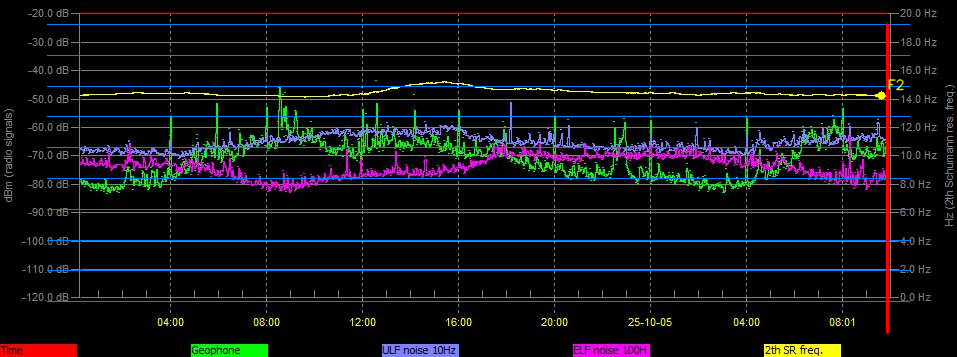 -20.0 dB 20.0 Hz
-30.0 dB 18.0 Hz
-40.0 dB 16.0 Hz
F2
-50.0 dB 14.0 Hz
-60.0 dB 12.0 Hz
-70.0 dB 10.0 Hz
-80.0 dB 8.0 Hz
-90.0 dB 6.0 Hz
-100.0 dB 4.0 Hz
-110.0 dB 2.0 Hz
-120.0 dB 0.0 Hz
dBm (radio signals)
Hz (2th Schumann res. freq.)
04:00 08:00 12:00 16:00 20:00 25-10-05 04:00 08:01
Time Geophone ULF noise 10Hz ELF noise 100H 2th SR freq.